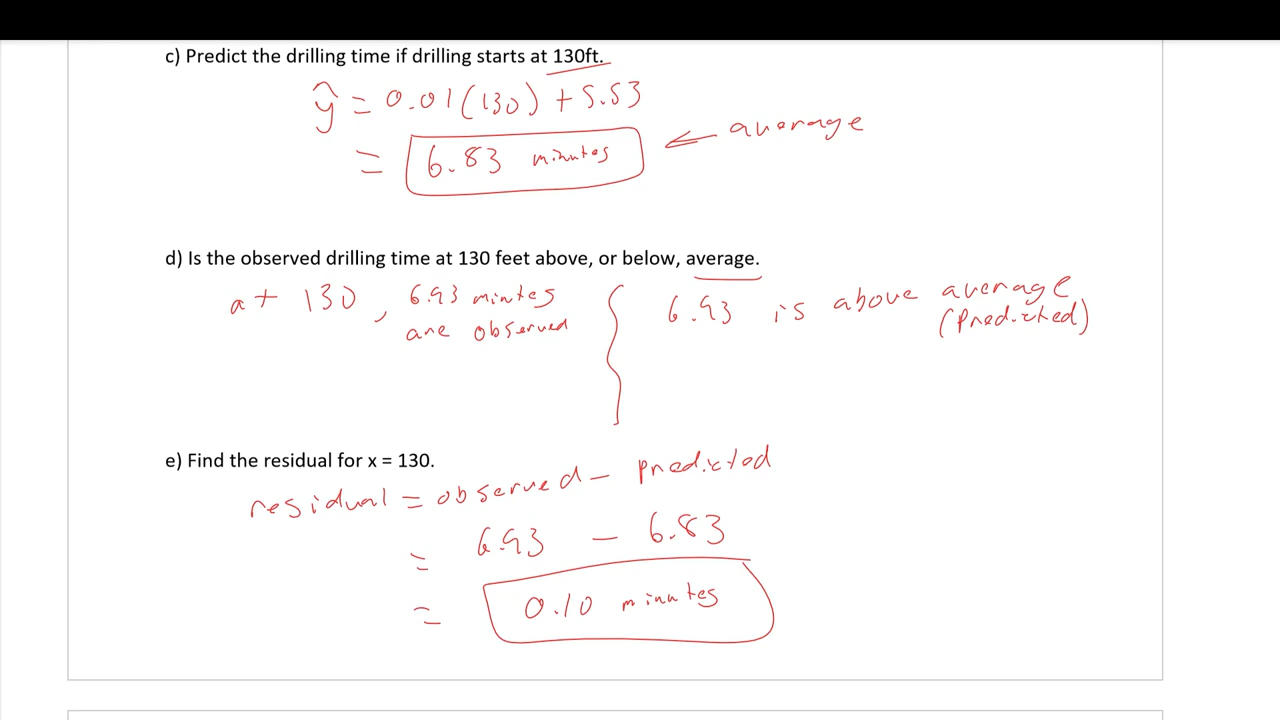 c) Predict the drilling time if drilling starts at 130ft.
ŷ = 0.01(130) + 5.53
= 6.83 minutes ← average
d) Is the observed drilling time at 130 feet above, or below, average.
at 130, 6.93 mintes
are observed
6.93 is above average
(predicted)
e) Find the residual for x = 130.
residual = observed - predicted
= 6.93 - 6.83
= 0.10 minutes